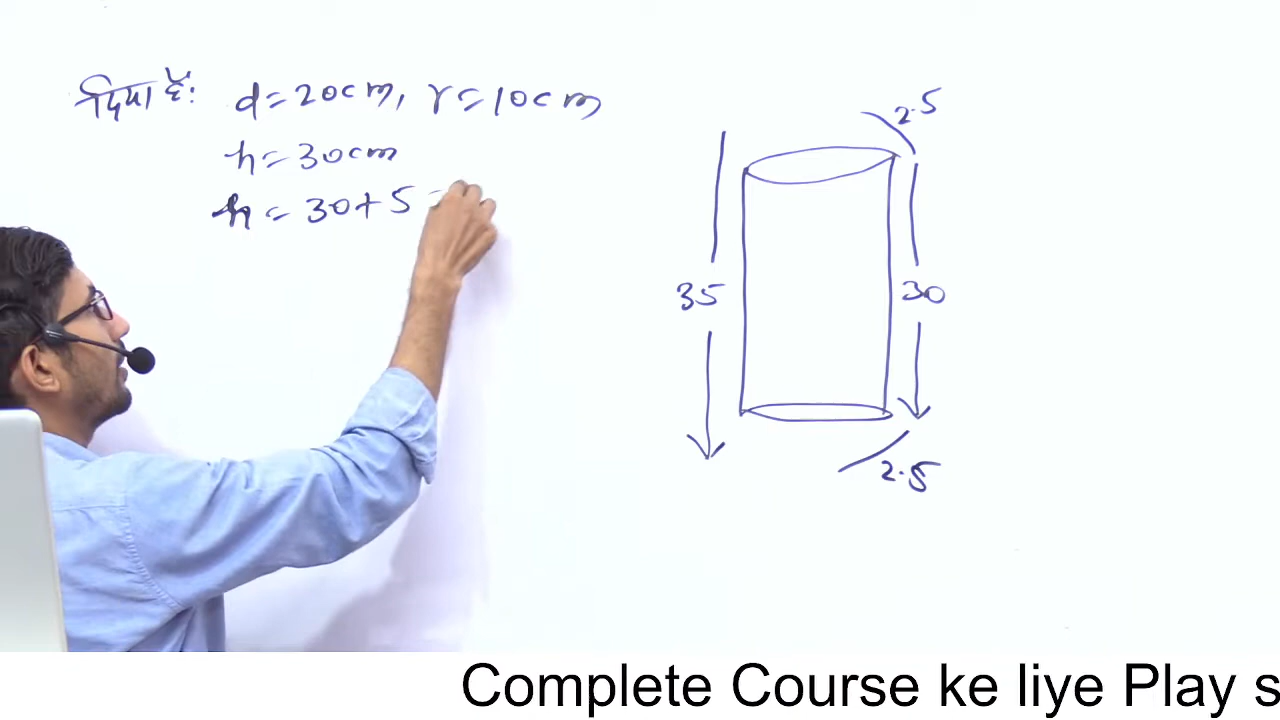 दिया है: d=20cm, r=10cm
h=30cm
h=30+5 =
2.5
35
30
2.5
Complete Course ke liye Play s